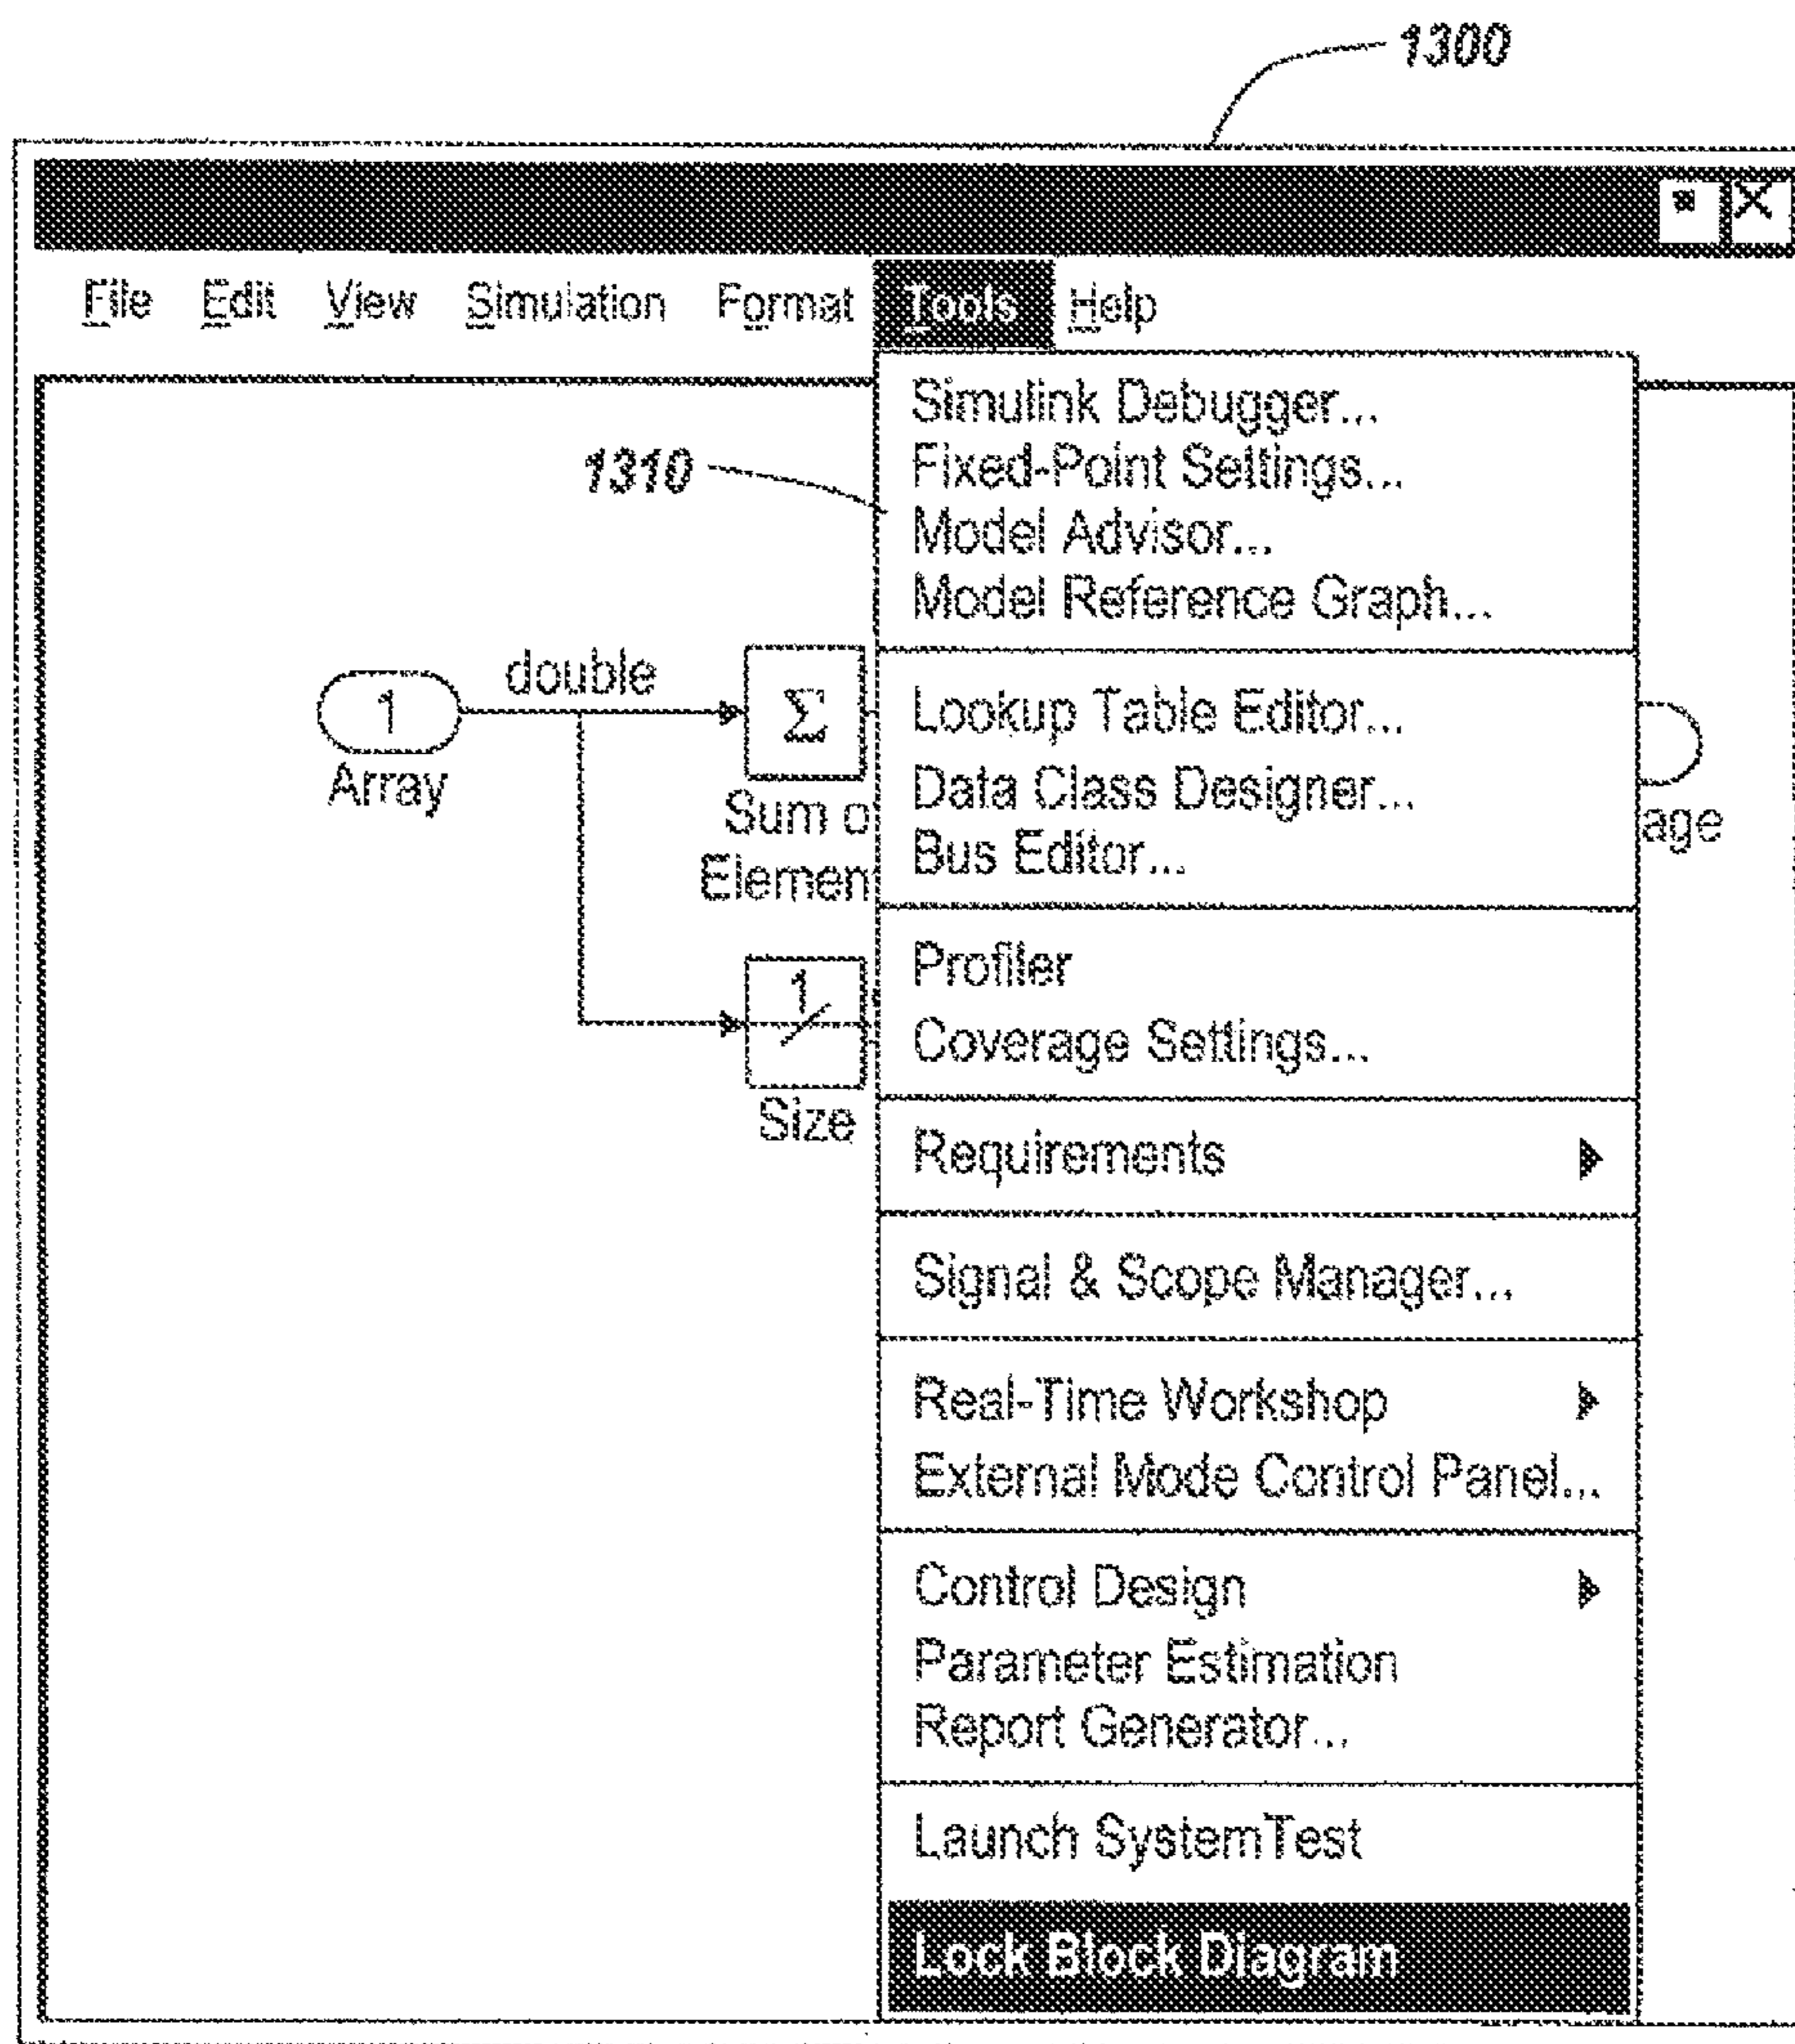 1300
File Edit View Simulation Format Tools Help
Simulink Debugger...
1310
Fixed-Point Settings...
Model Advisor...
Model Reference Graph...
double
1
Σ
Array
Sum o
Elemen
Lookup Table Editor...
Data Class Designer...
Bus Editor...
age
Profiler
Coverage Settings...
1
Size
Requirements
Signal & Scope Manager...
Real-Time Workshop
External Mode Control Panel...
Control Design
Parameter Estimation
Report Generator...
Launch SystemTest
Lock Block Diagram